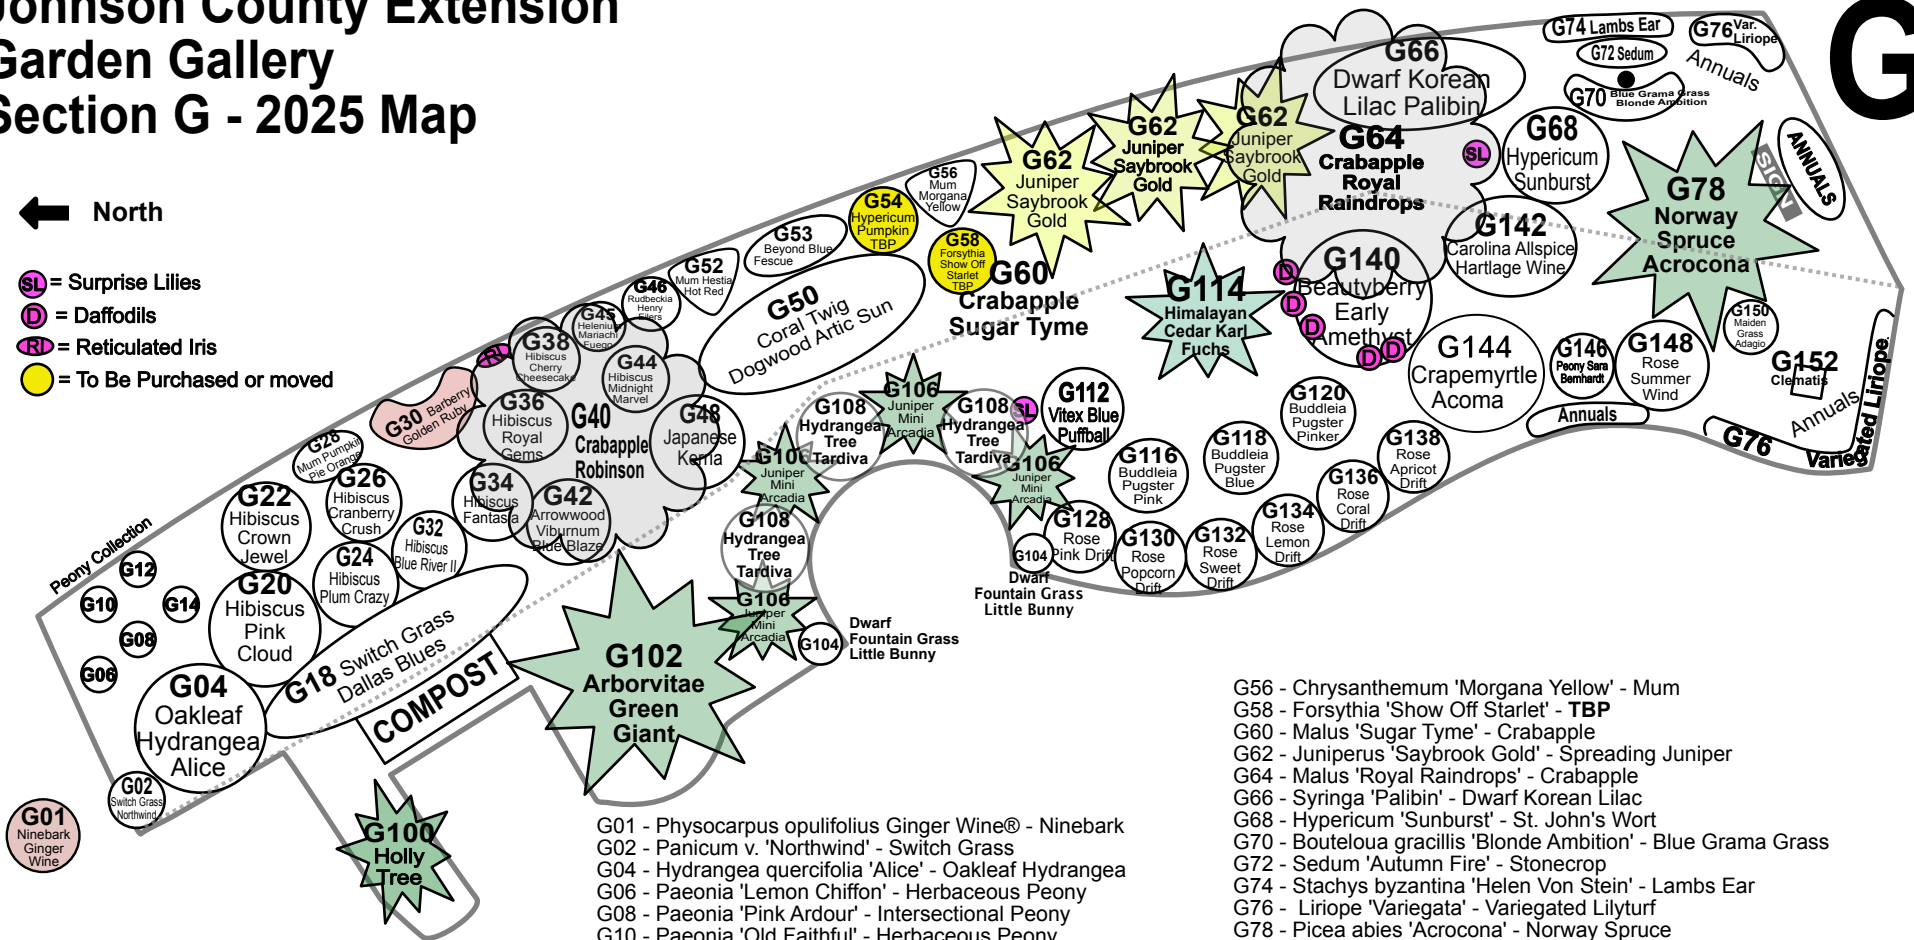 Johnson County Extension
Garden Gallery
Section G - 2025 Map
G
North
SL = Surprise Lilies
D = Daffodils
RI = Reticulated Iris
= To Be Purchased or moved
G74 Lambs Ear
G72 Sedum
G76 Var.
Liriope
Annuals
G70 Blue Grama Grass
Blonde Ambition
G66
Dwarf Korean
Lilac Palibin
G64
Crabapple
Royal
Raindrops
SL
G68
Hypericum
Sunburst
ANNUALS
SIGN
G78
Norway
Spruce
Acrocona
G62
Juniper
Saybrook
Gold
G62
Juniper
Saybrook
Gold
G62
Juniper
Saybrook
Gold
G56
Mum
Morgana
Yellow
G54
Hypericum
Pumpkin
TBP
G58
Forsythia
Show Off
Starlet
TBP
G53
Beyond Blue
Fescue
G52
Mum Hestia
Hot Red
G50
Coral Twig
Dogwood Artic Sun
G60
Crabapple
Sugar Tyme
G114
Himalayan
Cedar Karl
Fuchs
G140
Beautyberry
Early
Amethyst
D
D
D
D
D
G142
Carolina Allspice
Hartlage Wine
G144
Crapemyrtle
Acoma
G146
Peony Sara
Bernhardt
G148
Rose
Summer
Wind
G150
Maiden
Grass
Adagio
G152
Clematis
Annuals
Annuals
G76
Variegated Liriope
G46
Rudbeckia
Henry
Eilers
G45
Helenium
Mariachi
Fuego
RI
G38
Hibiscus
Cherry
Cheesecake
G44
Hibiscus
Midnight
Marvel
G30 Barberry
Golden Ruby
G36
Hibiscus
Royal
Gems
G40
Crabapple
Robinson
G48
Japanese
Kerria
G34
Hibiscus
Fantasia
G42
Arrowwood
Viburnum
Blue Blaze
G28
Mum Pumpkin
Pie Orange
G26
Hibiscus
Cranberry
Crush
G22
Hibiscus
Crown
Jewel
G32
Hibiscus
Blue River II
G24
Hibiscus
Plum Crazy
G20
Hibiscus
Pink
Cloud
G18 Switch Grass
Dallas Blues
COMPOST
Peony Collection
G12
G10
G14
G08
G06
G04
Oakleaf
Hydrangea
Alice
G02
Switch Grass
Northwind
G01
Ninebark
Ginger
Wine
G100
Holly
Tree
G102
Arborvitae
Green
Giant
G106
Juniper
Mini
Arcadia
G108
Hydrangea
Tree
Tardiva
G106
Juniper
Mini
Arcadia
G108
Hydrangea
Tree
Tardiva
G106
Juniper
Mini
Arcadia
G108
Hydrangea
Tree
Tardiva
SL
G106
Juniper
Mini
Arcadia
G104
Dwarf
Fountain Grass
Little Bunny
G104
Dwarf
Fountain Grass
Little Bunny
G112
Vitex Blue
Puffball
G116
Buddleia
Pugster
Pink
G118
Buddleia
Pugster
Blue
G120
Buddleia
Pugster
Pinker
G128
Rose
Pink Drift
G130
Rose
Popcorn
Drift
G132
Rose
Sweet
Drift
G134
Rose
Lemon
Drift
G136
Rose
Coral
Drift
G138
Rose
Apricot
Drift
G01 - Physocarpus opulifolius Ginger Wine® - Ninebark
G02 - Panicum v. 'Northwind' - Switch Grass
G04 - Hydrangea quercifolia 'Alice' - Oakleaf Hydrangea
G06 - Paeonia 'Lemon Chiffon' - Herbaceous Peony
G08 - Paeonia 'Pink Ardour' - Intersectional Peony
G10 - Paeonia 'Old Faithful' - Herbaceous Peony
G56 - Chrysanthemum 'Morgana Yellow' - Mum
G58 - Forsythia 'Show Off Starlet' - TBP
G60 - Malus 'Sugar Tyme' - Crabapple
G62 - Juniperus 'Saybrook Gold' - Spreading Juniper
G64 - Malus 'Royal Raindrops' - Crabapple
G66 - Syringa 'Palibin' - Dwarf Korean Lilac
G68 - Hypericum 'Sunburst' - St. John's Wort
G70 - Bouteloua gracillis 'Blonde Ambition' - Blue Grama Grass
G72 - Sedum 'Autumn Fire' - Stonecrop
G74 - Stachys byzantina 'Helen Von Stein' - Lambs Ear
G76 - Liriope 'Variegata' - Variegated Lilyturf
G78 - Picea abies 'Acrocona' - Norway Spruce